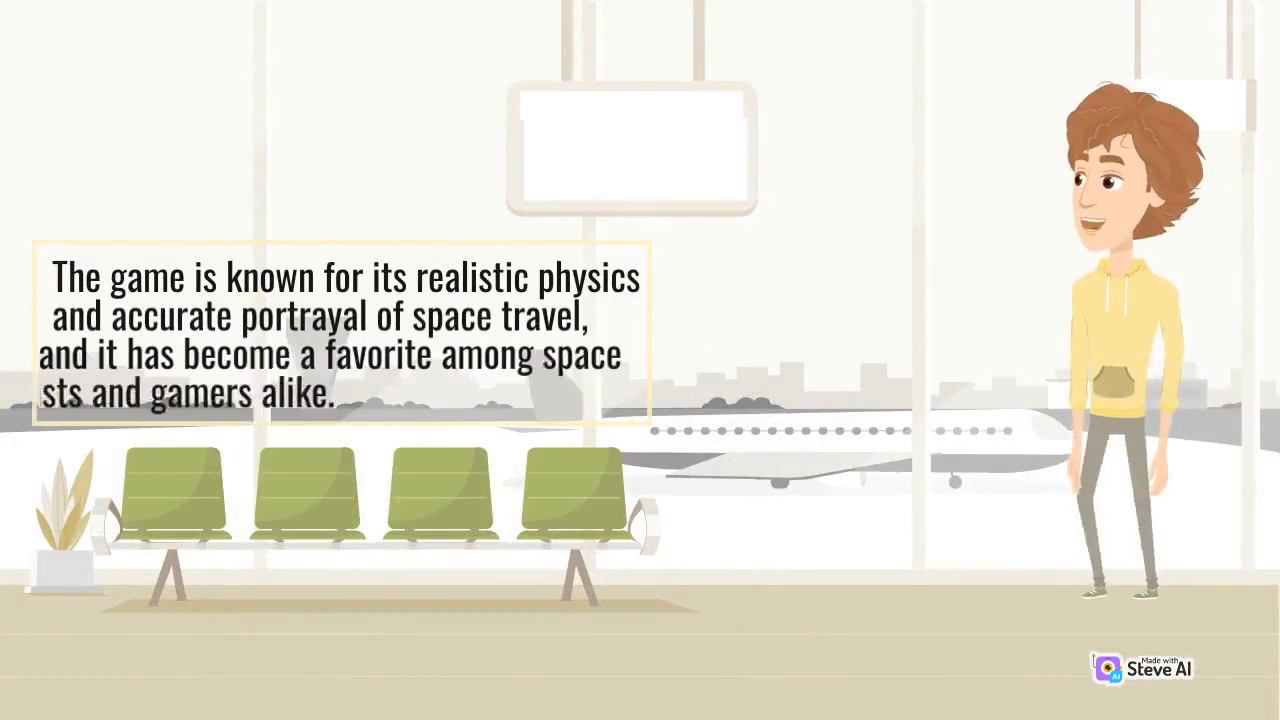 The game is known for its realistic physics
and accurate portrayal of space travel,
and it has become a favorite among space
sts and gamers alike.
Made with
Steve AI
AI